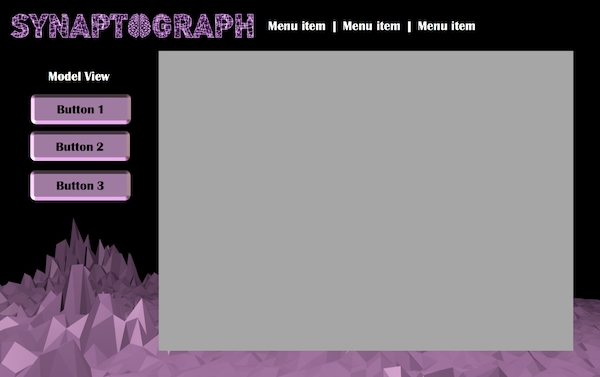 SYNAPTOGRAPH
Menu item | Menu item | Menu item
Model View
Button 1
Button 2
Button 3